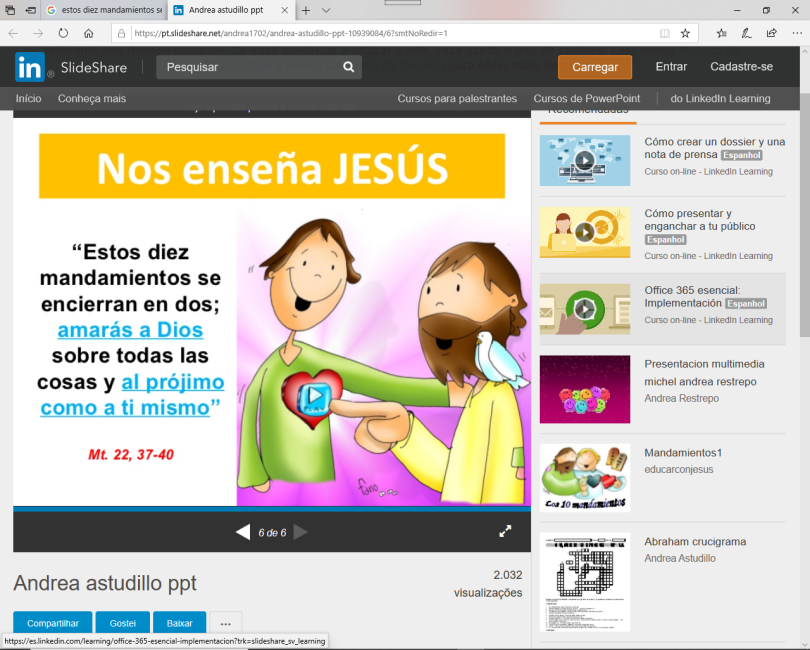 estos diez mandamientos se
Andrea astudillo ppt
https://pt.slideshare.net/andrea1702/andrea-astudillo-ppt-10939084/6?smtNoRedir=1
in SlideShare
Pesquisar
Carregar
Entrar
Cadastre-se
Início
Conheça mais
Cursos para palestrantes
Cursos de PowerPoint
do LinkedIn Learning
Nos enseña JESÚS
“Estos diez
mandamientos se
encierran en dos;
amarás a Dios
sobre todas las
cosas y al prójimo
como a ti mismo”
Mt. 22, 37-40
fano
6 de 6
Andrea astudillo ppt
2.032
visualizações
Compartilhar
Gostei
Baixar
...
Recomendadas
Cómo crear un dossier y una
nota de prensa Espanhol
Curso on-line - LinkedIn Learning
Cómo presentar y
enganchar a tu público
Espanhol
Curso on-line - LinkedIn Learning
Office 365 esencial:
Implementación Espanhol
Curso on-line - LinkedIn Learning
Presentacion multimedia
michel andrea restrepo
Andrea Restrepo
Los 10 mandamientos
Mandamientos1
educarconjesus
Abraham crucigrama
Andrea Astudillo
https://es.linkedin.com/learning/office-365-esencial-implementacion?trk=slideshare_sv_learning